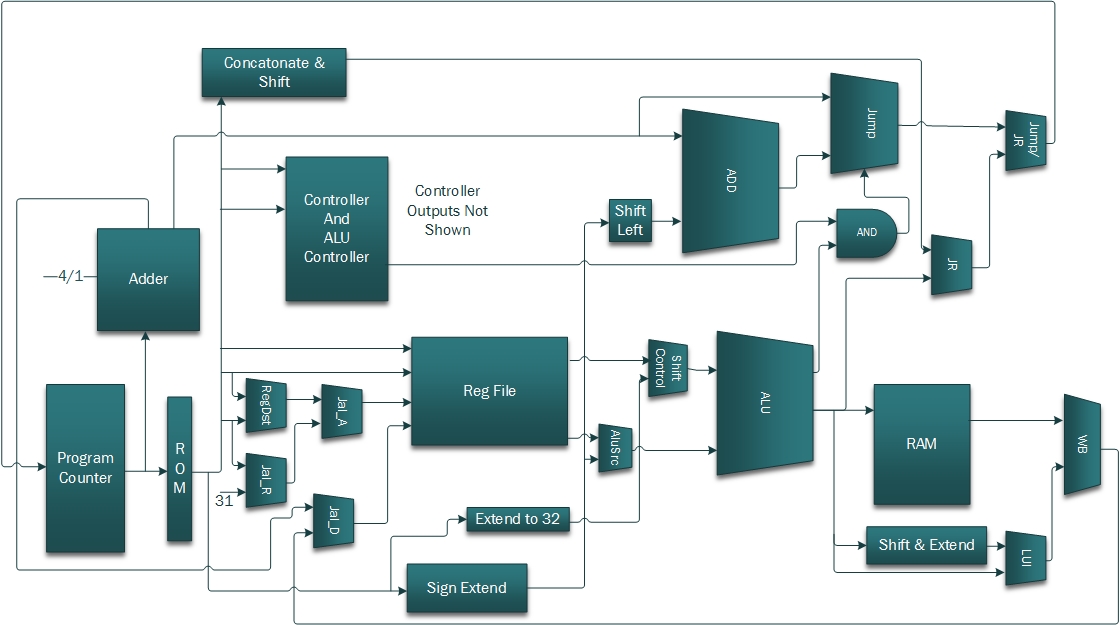 Concatonate &
Shift
Controller
And
ALU
Controller
Controller
Outputs Not
Shown
Shift
Left
ADD
Jump
Jump/
JR
AND
JR
4/1
Adder
Program
Counter
R
O
M
RegDst
Jal_A
Jal_R
31
Jal_D
Reg File
Shift
Control
AluSrc
ALU
RAM
WB
Extend to 32
Sign Extend
Shift & Extend
LUI